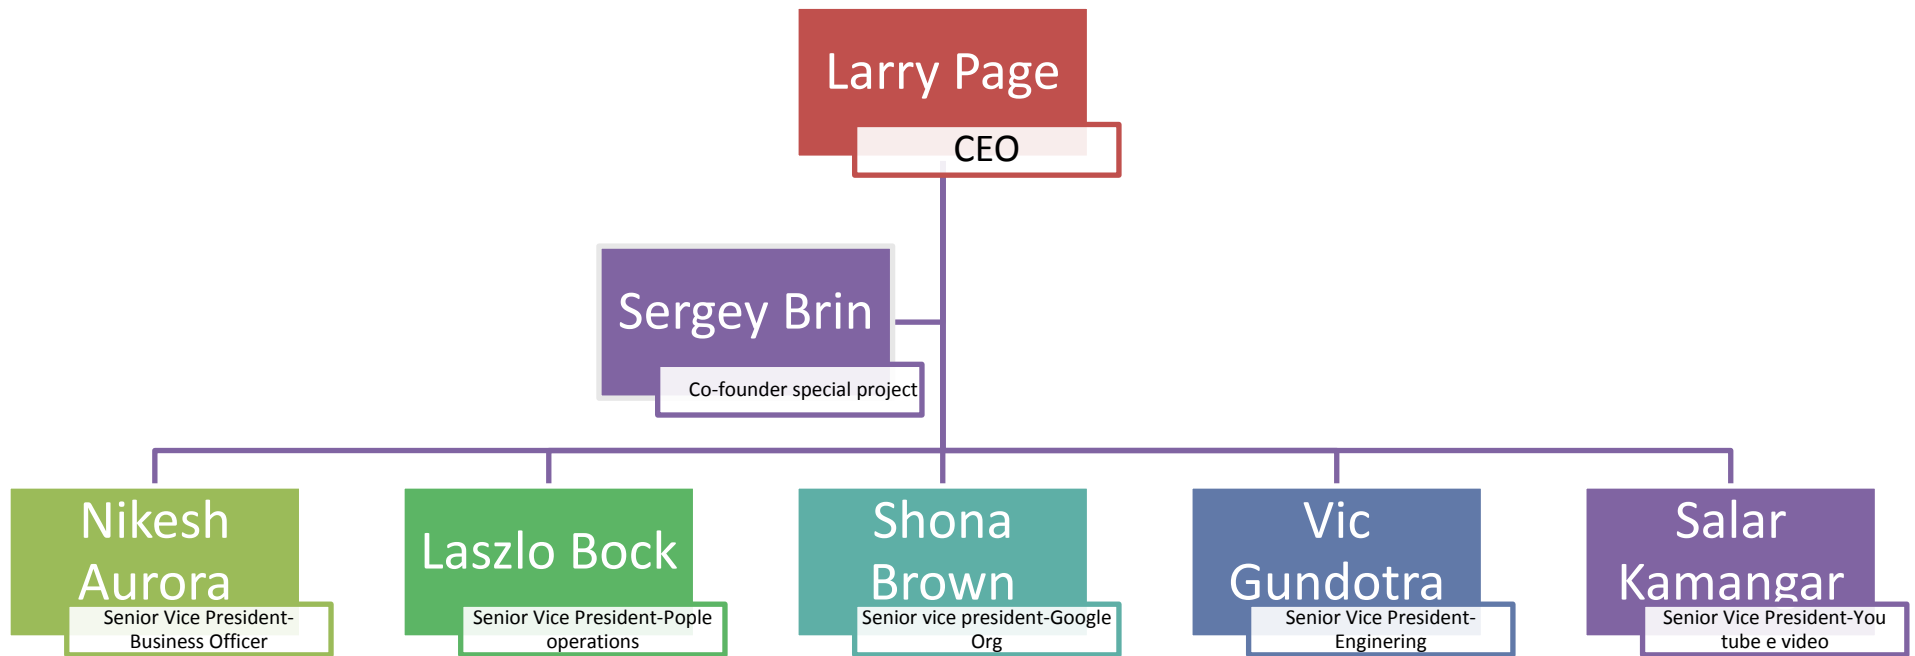 Larry Page
CEO
Sergey Brin
Co-founder special project
Nikesh
Aurora
Senior Vice President-
Business Officer
Laszlo Bock
Senior Vice President-Pople
operations
Shona
Brown
Senior vice president-Google
Org
Vic
Gundotra
Senior Vice President-
Enginering
Salar
Kamangar
Senior Vice President-You
tube e video